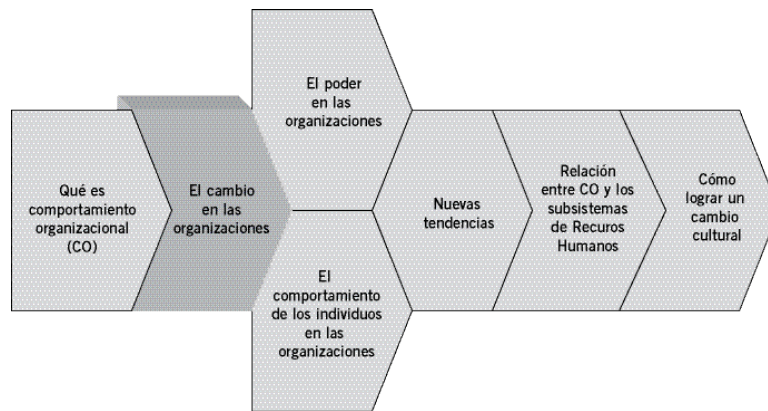 Qué es
comportamiento
organizacional
(CO)
El cambio
en las
organizaciones
El poder
en las
organizaciones
El
comportamiento
de los individuos
en las
organizaciones
Nuevas
tendencias
Relación
entre CO y los
subsistemas
de Recuros
Humanos
Cómo
lograr un
cambio
cultural